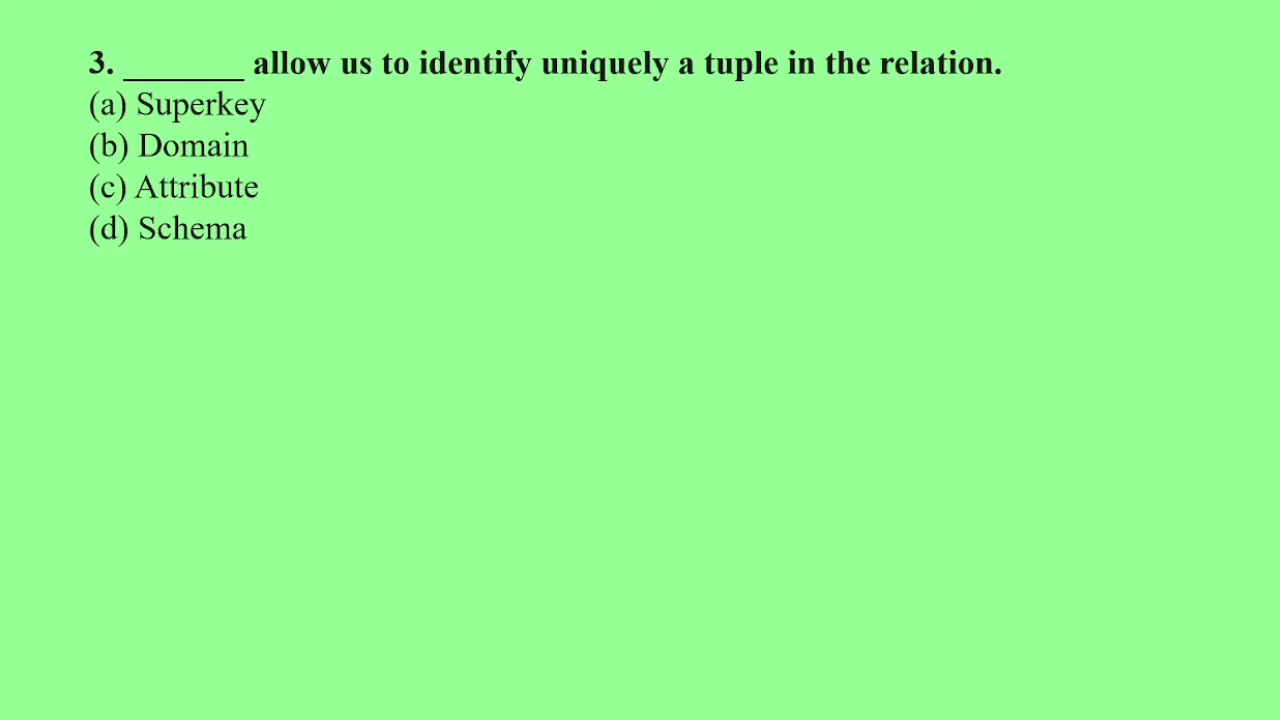 3. _______ allow us to identify uniquely a tuple in the relation.
(a) Superkey
(b) Domain
(c) Attribute
(d) Schema